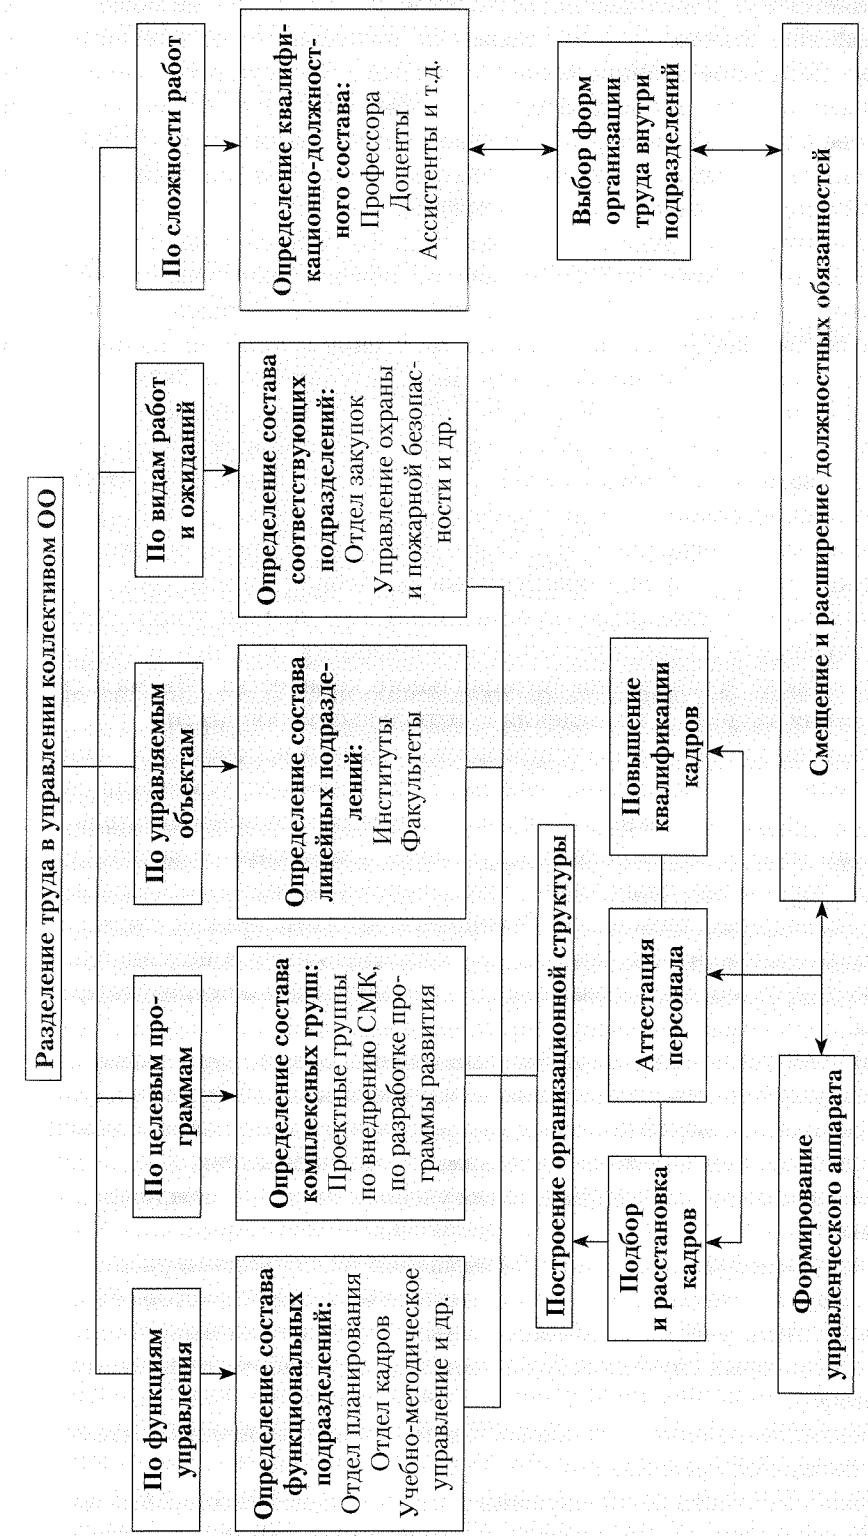 Разделение труда в управлении коллективом ОО
По функциям
управления
По целевым про-
граммам
По управляемым
объектам
По видам работ
и ожиданий
По сложности работ
Определение состава
функциональных
подразделений:
Отдел планирования
Отдел кадров
Учебно-методическое
управление и др.
Определение состава
комплексных групп:
Проектные группы
по внедрению СМК,
по разработке про-
граммы развития
Определение состава
линейных подразде-
лений:
Институты
Факультеты
Определение состава
соответствующих
подразделений:
Отдел закупок
Управление охраны
и пожарной безопас-
ности и др.
Определение квалифи-
кационно-должност-
ного состава:
Профессора
Доценты
Ассистенты и т.д.
Построение организационной структуры
Выбор форм
организации
труда внутри
подразделений
Подбор
и расстановка
кадров
Аттестация
персонала
Повышение
квалификации
кадров
Формирование
управленческого аппарата
Смещение и расширение должностных обязанностей